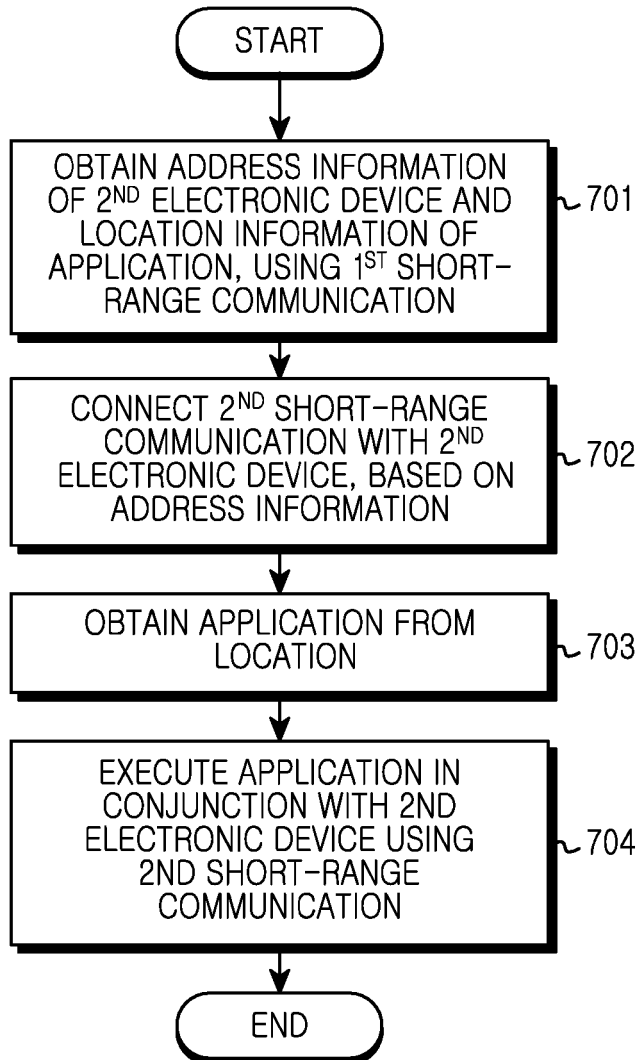 START
OBTAIN ADDRESS INFORMATION
OF 2ND ELECTRONIC DEVICE AND
LOCATION INFORMATION OF
APPLICATION, USING 1ST SHORT-
RANGE COMMUNICATION
701
CONNECT 2ND SHORT-RANGE
COMMUNICATION WITH 2ND
ELECTRONIC DEVICE, BASED ON
ADDRESS INFORMATION
702
OBTAIN APPLICATION FROM
LOCATION
703
EXECUTE APPLICATION IN
CONJUNCTION WITH 2ND
ELECTRONIC DEVICE USING
2ND SHORT-RANGE
COMMUNICATION
704
END